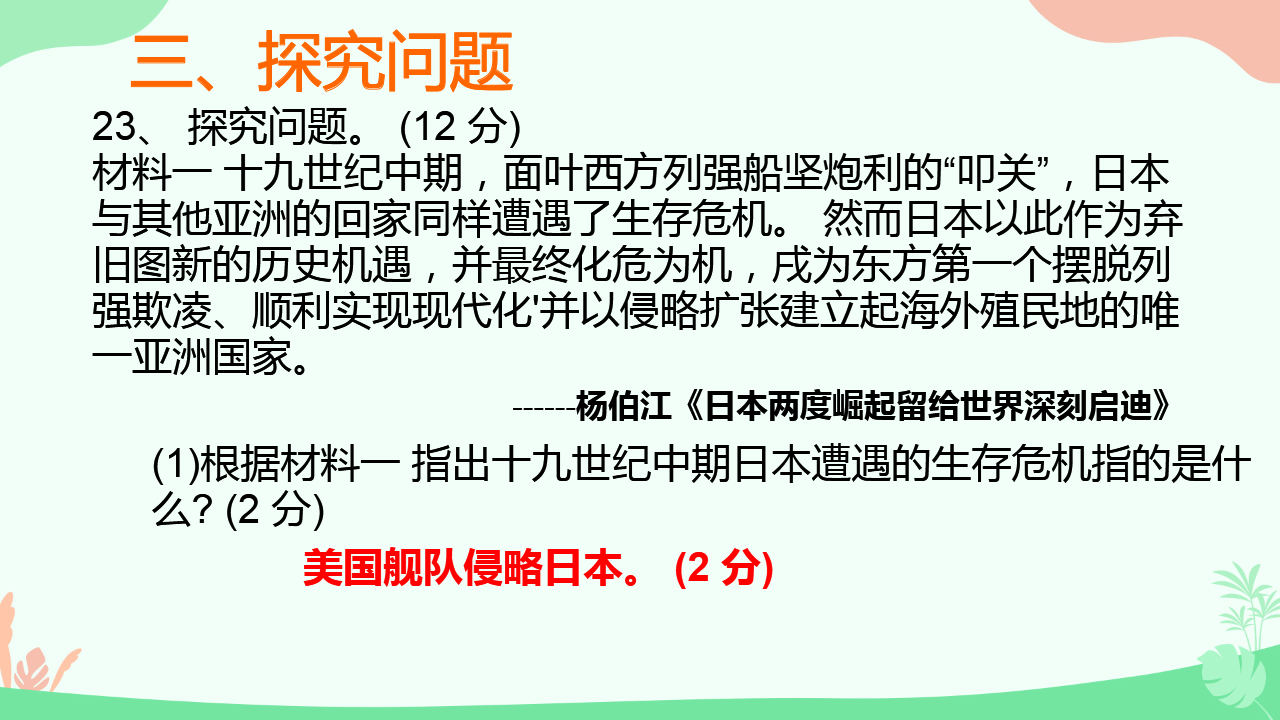 三、探究问题
23、 探究问题。 (12 分)
材料一 十九世纪中期，面叶西方列强船坚炮利的“叩关”，日本
与其他亚洲的回家同样遭遇了生存危机。 然而日本以此作为弃
旧图新的历史机遇，并最终化危为机，戌为东方第一个摆脱列
强欺凌、顺利实现现代化'并以侵略扩张建立起海外殖民地的唯
一亚洲国家。
------杨伯江《日本两度崛起留给世界深刻启迪》
(1)根据材料一 指出十九世纪中期日本遭遇的生存危机指的是什
么? (2 分)
美国舰队侵略日本。 (2 分)